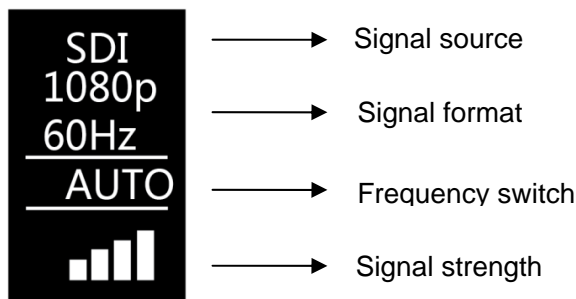 SDI
1080p
60Hz
AUTO
Signal source
Signal format
Frequency switch
Signal strength